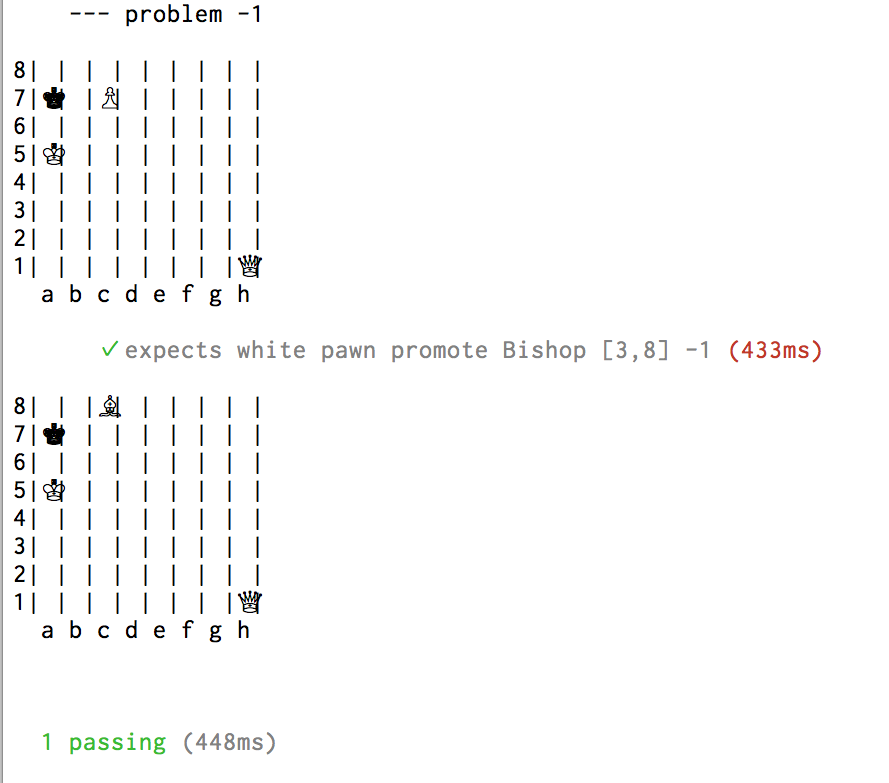 --- problem -1
8| | | | | | | | |
7|♚| |♙| | | | | |
6| | | | | | | | |
5|♔| | | | | | | |
4| | | | | | | | |
3| | | | | | | | |
2| | | | | | | | |
1| | | | | | | |♕|
a b c d e f g h
✓ expects white pawn promote Bishop [3,8] -1 (433ms)
8| | |♗| | | | | |
7|♚| | | | | | | |
6| | | | | | | | |
5|♔| | | | | | | |
4| | | | | | | | |
3| | | | | | | | |
2| | | | | | | | |
1| | | | | | | |♕|
a b c d e f g h
1 passing (448ms)